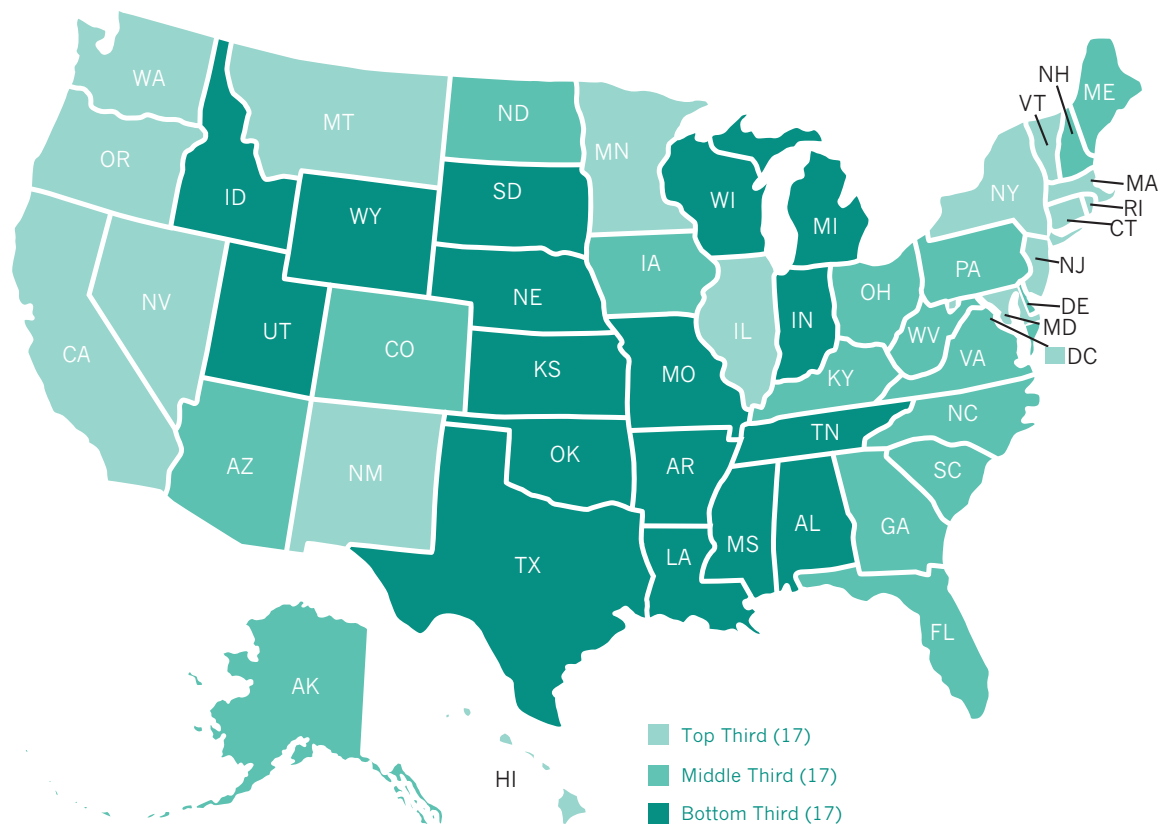 WA
MT
ND
MN
OR
ID
WY
SD
WI
MI
NY
VT
NH
ME
MA
RI
CT
NJ
DE
MD
DC
CA
NV
UT
CO
NE
IA
IL
IN
OH
PA
WV
VA
KY
KS
MO
AZ
NM
OK
AR
TN
NC
SC
TX
LA
MS
AL
GA
FL
AK
HI
Top Third (17)
Middle Third (17)
Bottom Third (17)